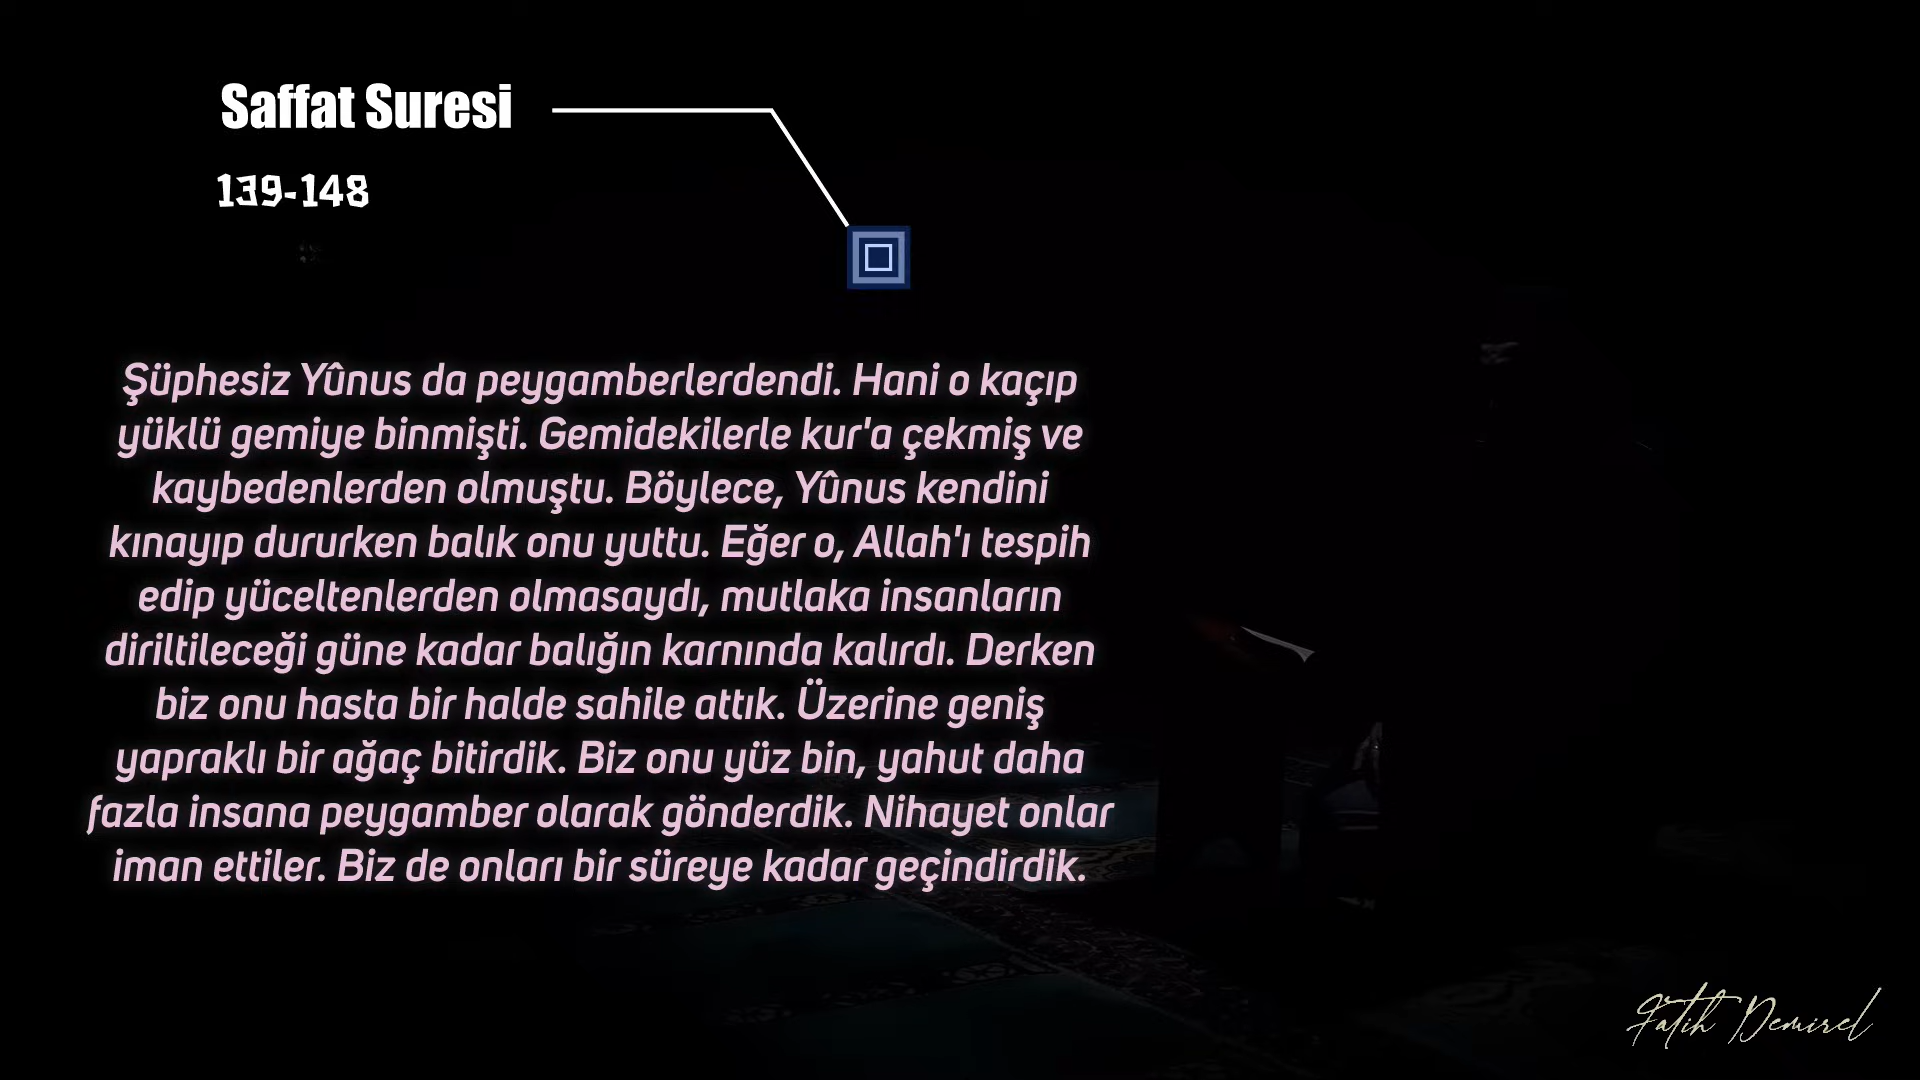 Saffat Suresi
139-148
Şüphesiz Yûnus da peygamberlerdendi. Hani o kaçıp
yüklü gemiye binmişti. Gemidekilerle kur'a çekmiş ve
kaybedenlerden olmuştu. Böylece, Yûnus kendini
kınayıp dururken balık onu yuttu. Eğer o, Allah'ı tespih
edip yüceltenlerden olmasaydı, mutlaka insanların
diriltileceği güne kadar balığın karnında kalırdı. Derken
biz onu hasta bir halde sahile attık. Üzerine geniş
yapraklı bir ağaç bitirdik. Biz onu yüz bin, yahut daha
fazla insana peygamber olarak gönderdik. Nihayet onlar
iman ettiler. Biz de onları bir süreye kadar geçindirdik.
Fatih Demirel